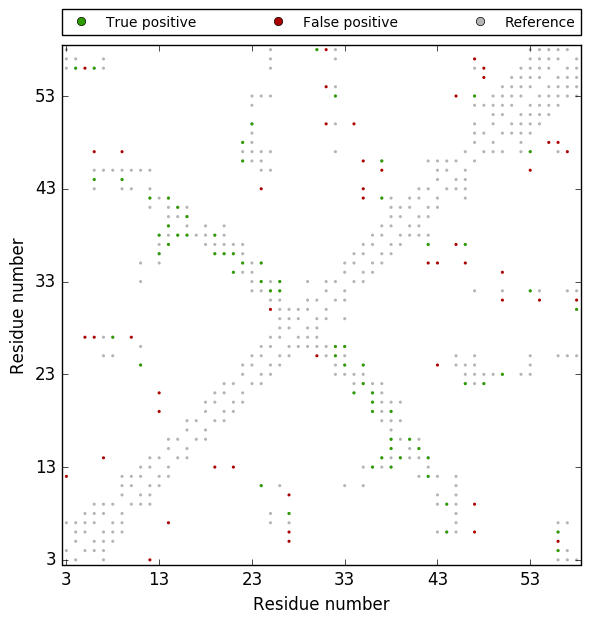 True positive False positive Reference
53
43
33
23
13
3
3 13 23 33 43 53
Residue number
Residue number